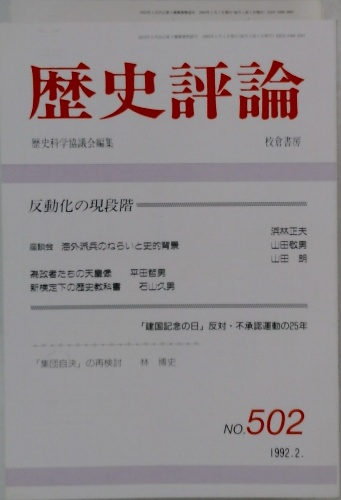 歴史評論
歴史科学協議会編集 校倉書房
反動化の現段階
浜林正夫
座談会 海外派兵のねらいと史的背景 山田敬男
山田 朗
為政者たちの天皇像 平田哲男
新検定下の歴史教科書 石山久男
「建国記念の日」反対・不承認運動の25年
「集団自決」の再検討 林 博史
NO.502
1992.2.